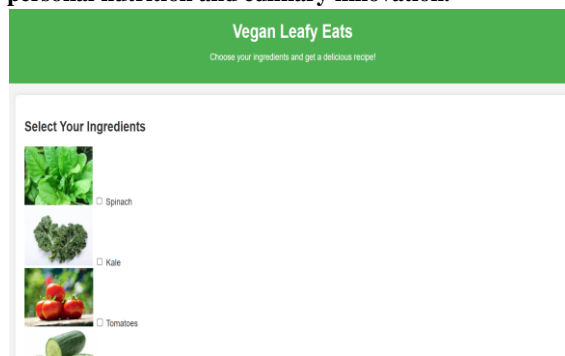 personal nutrition and culinary innovation.
Vegan Leafy Eats
Choose your ingredients and get a delicious recipe!
Select Your Ingredients
Spinach
Kale
Tomatoes